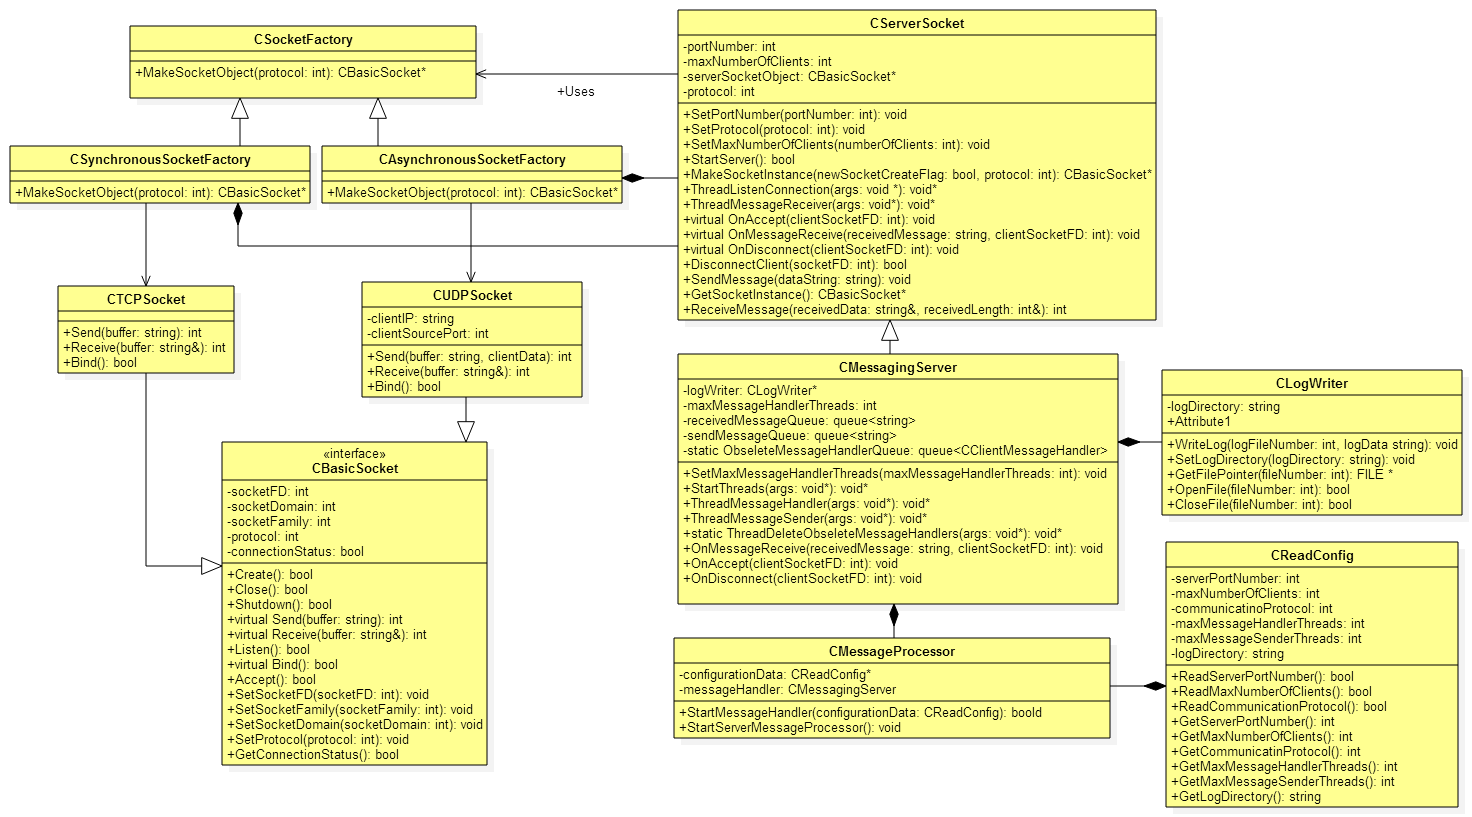 CSocketFactory
+MakeSocketObject(protocol: int): CBasicSocket*
+Uses
CServerSocket
-portNumber: int
-maxNumberOfClients: int
-serverSocketObject: CBasicSocket*
-protocol: int
+SetPortNumber(portNumber: int): void
+SetProtocol(protocol: int): void
+SetMaxNumberOfClients(numberOfClients: int): void
+StartServer(): bool
+MakeSocketInstance(newSocketCreateFlag: bool, protocol: int): CBasicSocket*
+ThreadListenConnection(args: void *): void*
+ThreadMessageReceiver(args: void*): void*
+virtual OnAccept(clientSocketFD: int): void
+virtual OnMessageReceive(receivedMessage: string, clientSocketFD: int): void
+virtual OnDisconnect(clientSocketFD: int): void
+DisconnectClient(socketFD: int): bool
+SendMessage(dataString: string): void
+GetSocketInstance(): CBasicSocket*
+ReceiveMessage(receivedData: string&, receivedLength: int&): int
CSynchronousSocketFactory
+MakeSocketObject(protocol: int): CBasicSocket*
CAsynchronousSocketFactory
+MakeSocketObject(protocol: int): CBasicSocket*
CTCPSocket
+Send(buffer: string): int
+Receive(buffer: string&): int
+Bind(): bool
CUDPSocket
-clientIP: string
-clientSourcePort: int
+Send(buffer: string, clientData): int
+Receive(buffer: string&): int
+Bind(): bool
«interface»
CBasicSocket
-socketFD: int
-socketDomain: int
-socketFamily: int
-protocol: int
-connectionStatus: bool
+Create(): bool
+Close(): bool
+Shutdown(): bool
+virtual Send(buffer: string): int
+virtual Receive(buffer: string&): int
+Listen(): bool
+virtual Bind(): bool
+Accept(): bool
+SetSocketFD(socketFD: int): void
+SetSocketFamily(socketFamily: int): void
+SetSocketDomain(socketDomain: int): void
+SetProtocol(protocol: int): void
+GetConnectionStatus(): bool
CMessagingServer
-logWriter: CLogWriter*
-maxMessageHandlerThreads: int
-receivedMessageQueue: queue<string>
-sendMessageQueue: queue<string>
-static ObseleteMessageHandlerQueue: queue<CClientMessageHandler>
+SetMaxMessageHandlerThreads(maxMessageHandlerThreads: int): void
+StartThreads(args: void*): void*
+ThreadMessageHandler(args: void*): void*
+ThreadMessageSender(args: void*): void*
+static ThreadDeleteObseleteMessageHandlers(args: void*): void*
+OnMessageReceive(receivedMessage: string, clientSocketFD: int): void
+OnAccept(clientSocketFD: int): void
+OnDisconnect(clientSocketFD: int): void
CLogWriter
-logDirectory: string
+Attribute1
+WriteLog(logFileNumber: int, logData string): void
+SetLogDirectory(logDirectory: string): void
+GetFilePointer(fileNumber: int): FILE *
+OpenFile(fileNumber: int): bool
+CloseFile(fileNumber: int): bool
CMessageProcessor
-configurationData: CReadConfig*
-messageHandler: CMessagingServer
+StartMessageHandler(configurationData: CReadConfig): boold
+StartServerMessageProcessor(): void
CReadConfig
-serverPortNumber: int
-maxNumberOfClients: int
-communicatinoProtocol: int
-maxMessageHandlerThreads: int
-maxMessageSenderThreads: int
-logDirectory: string
+ReadServerPortNumber(): bool
+ReadMaxNumberOfClients(): bool
+ReadCommunicationProtocol(): bool
+GetServerPortNumber(): int
+GetMaxNumberOfClients(): int
+GetCommunicatinProtocol(): int
+GetMaxMessageHandlerThreads(): int
+GetMaxMessageSenderThreads(): int
+GetLogDirectory(): string